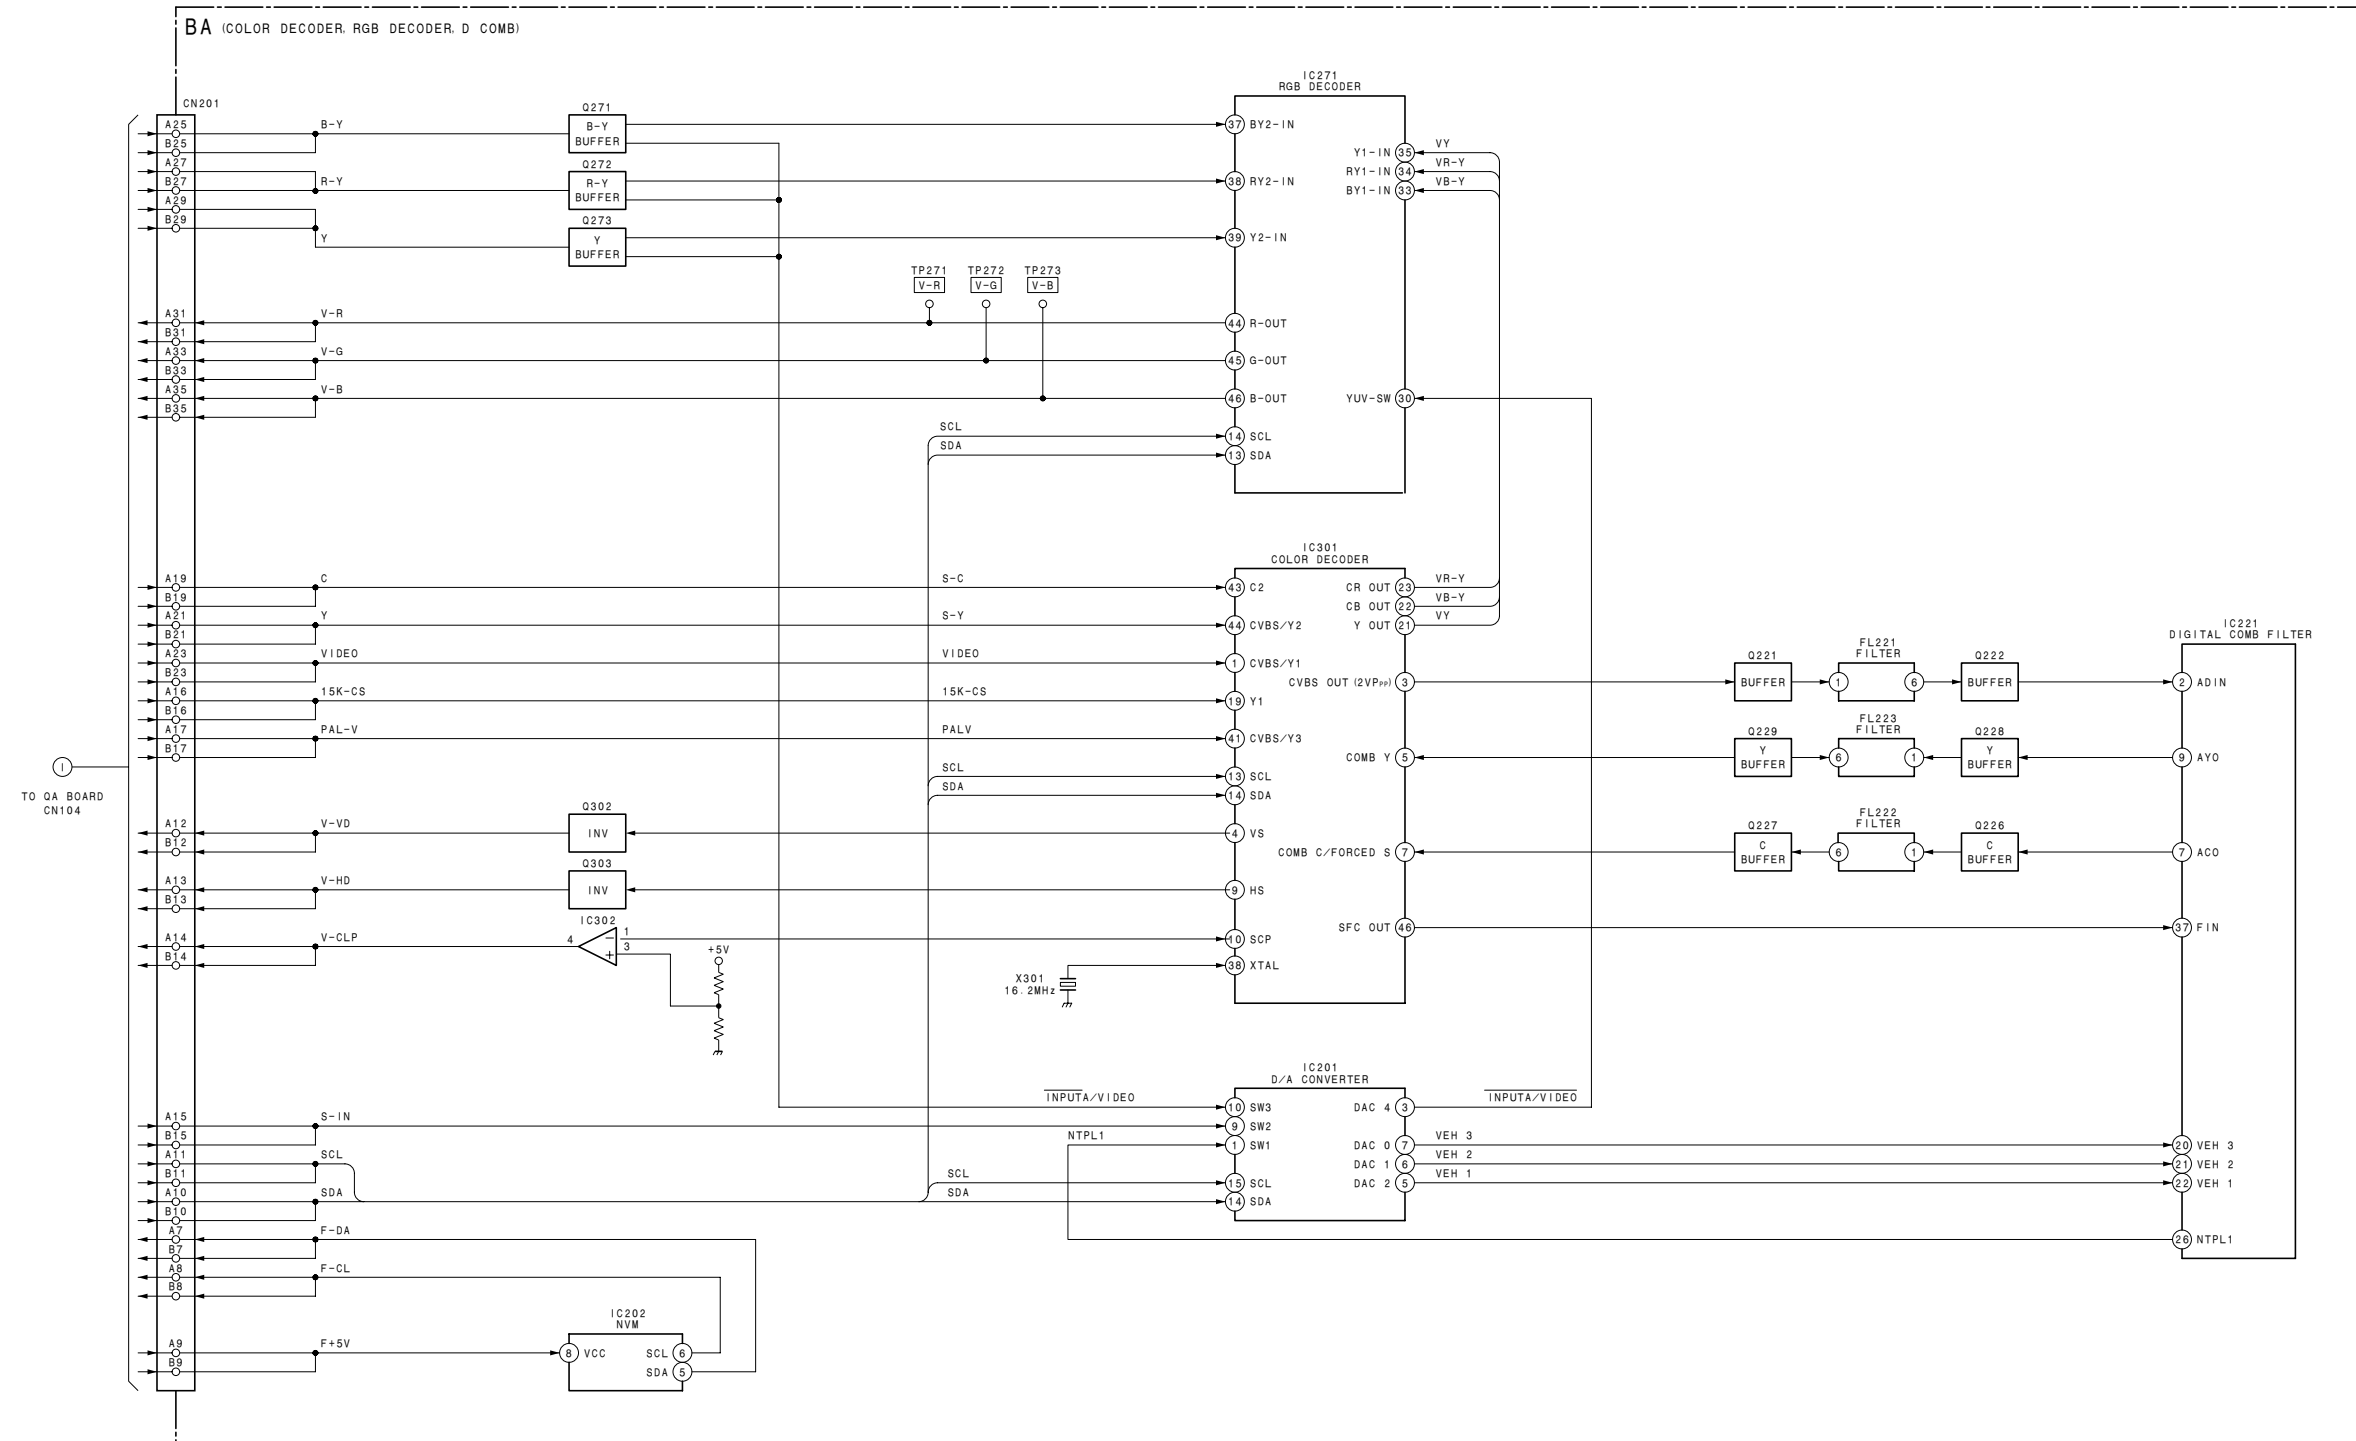 BA (COLOR DECODER, RGB DECODER, D COMB)
CN201
A25
B25
A27
B27
A29
B29
B-Y
R-Y
Y
Q271
B-Y
BUFFER
Q272
R-Y
BUFFER
Q273
Y
BUFFER
IC271
RGB DECODER
37 BY2-IN
38 RY2-IN
39 Y2-IN
44 R-OUT
45 G-OUT
46 B-OUT
14 SCL
13 SDA
Y1-IN 35
RY1-IN 34
BY1-IN 33
YUV-SW 30
VY
VR-Y
VB-Y
TP271
V-R
TP272
V-G
TP273
V-B
A31
B31
A33
B33
A35
B35
V-R
V-G
V-B
SCL
SDA
IC301
COLOR DECODER
A19
B19
A21
B21
A23
B23
A16
B16
A17
B17
C
Y
VIDEO
15K-CS
PAL-V
S-C
S-Y
VIDEO
15K-CS
PALV
SCL
SDA
43 C2
44 CVBS/Y2
1 CVBS/Y1
19 Y1
41 CVBS/Y3
13 SCL
14 SDA
4 VS
9 HS
10 SCP
38 XTAL
CR OUT 23
CB OUT 22
Y OUT 21
CVBS OUT (2VPpp) 3
COMB Y 5
COMB C/FORCED S 7
SFC OUT 46
VR-Y
VB-Y
VY
Q221
BUFFER
FL221
FILTER
1
6
Q222
BUFFER
Q229
Y
BUFFER
FL223
FILTER
6
1
Q228
Y
BUFFER
Q227
C
BUFFER
FL222
FILTER
6
1
Q226
C
BUFFER
IC221
DIGITAL COMB FILTER
2 ADIN
9 AYO
7 ACO
37 FIN
20 VEH 3
21 VEH 2
22 VEH 1
26 NTPL1
I
TO QA BOARD
CN104
A12
B12
A13
B13
A14
B14
V-VD
V-HD
V-CLP
Q302
INV
Q303
INV
IC302
4
1
3
−
+
+5V
X301
16.2MHz
IC201
D/A CONVERTER
INPUTA/VIDEO
10 SW3
9 SW2
1 SW1
15 SCL
14 SDA
DAC 4 3
DAC 0 7
DAC 1 6
DAC 2 5
INPUTA/VIDEO
VEH 3
VEH 2
VEH 1
NTPL1
SCL
SDA
A15
B15
A11
B11
A10
B10
A7
B7
A8
B8
A9
B9
S-IN
SCL
SDA
F-DA
F-CL
F+5V
IC202
NVM
8 VCC
SCL 6
SDA 5